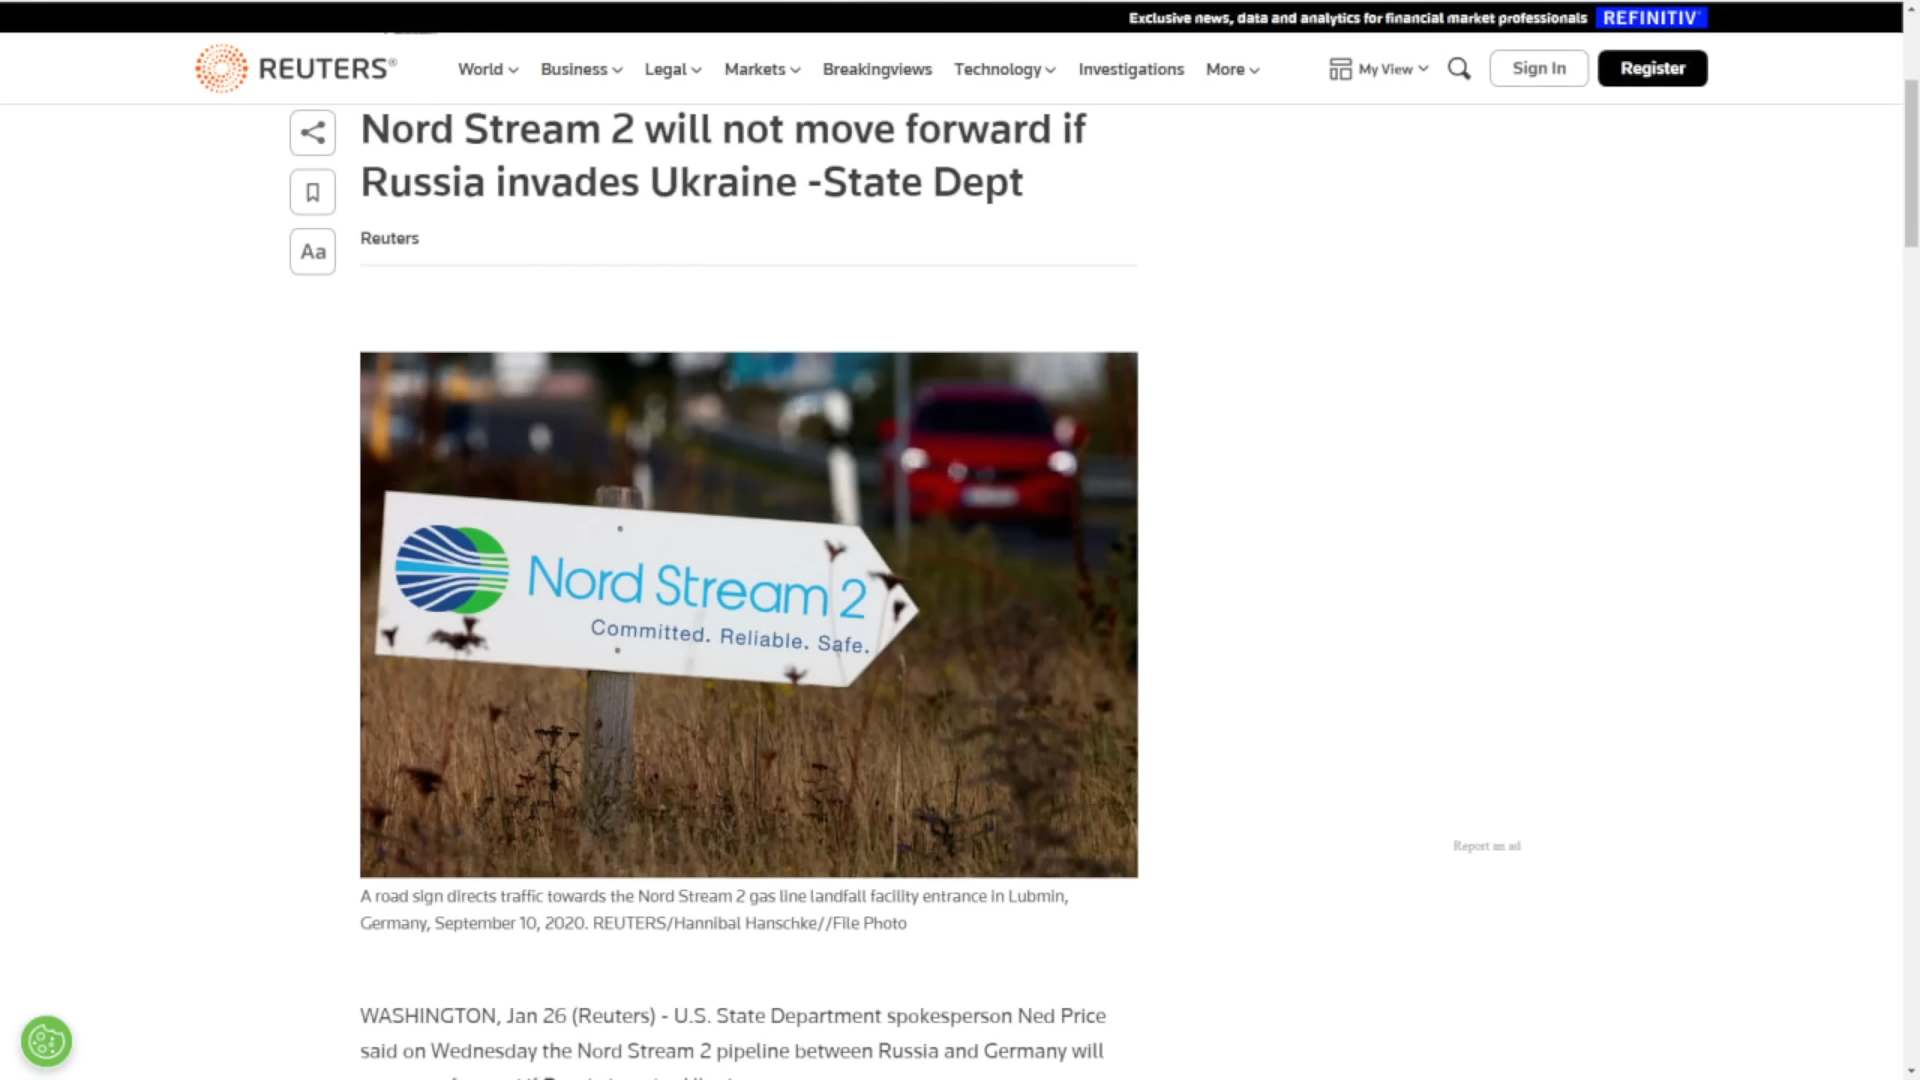 Exclusive news, data and analytics for financial market professionals REFINITIV
REUTERS® World Business Legal Markets Breakingviews Technology Investigations More My View Sign In Register
Nord Stream 2 will not move forward if
Russia invades Ukraine -State Dept
Aa
Reuters
Nord Stream 2
Committed. Reliable. Safe.
Report an ad
A road sign directs traffic towards the Nord Stream 2 gas line landfall facility entrance in Lubmin,
Germany, September 10, 2020. REUTERS/Hannibal Hanschke//File Photo
WASHINGTON, Jan 26 (Reuters) - U.S. State Department spokesperson Ned Price
said on Wednesday the Nord Stream 2 pipeline between Russia and Germany will